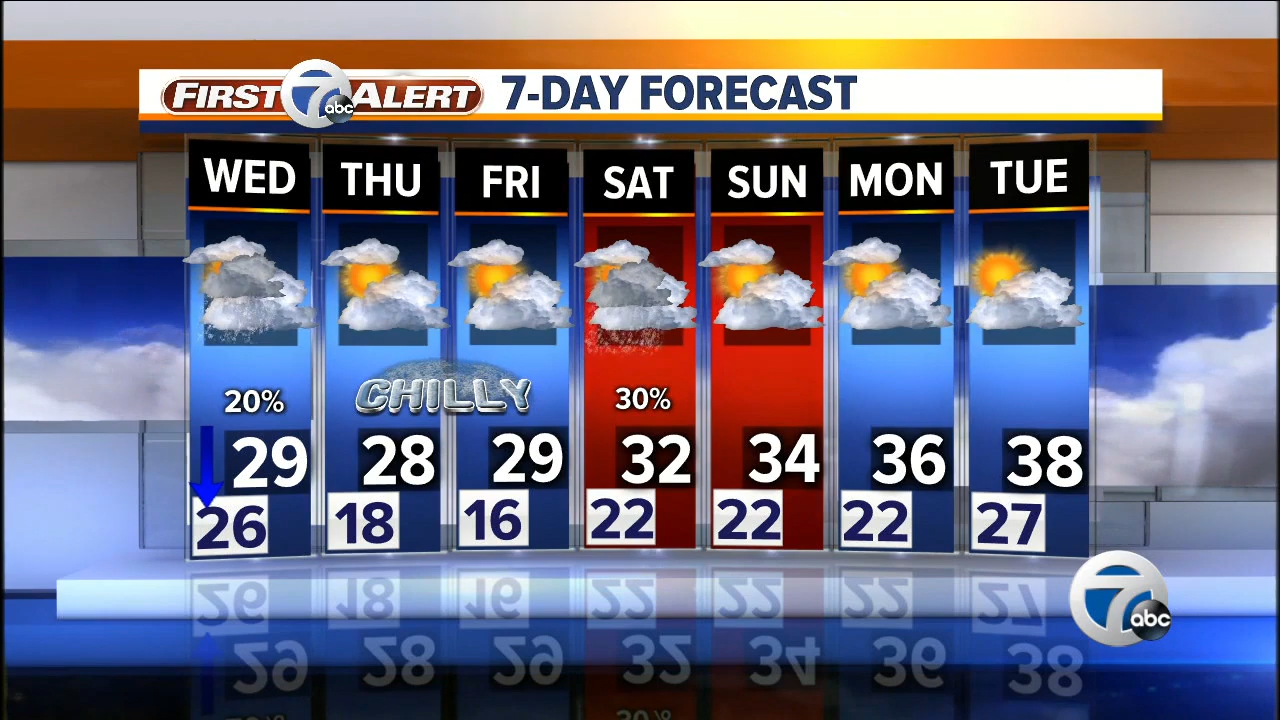 FIRST 7 abc ALERT 7-DAY FORECAST
WED THU FRI SAT SUN MON TUE
20% CHILLY 30%
29 28 29 32 34 36 38
26 18 16 22 22 22 27
7 abc